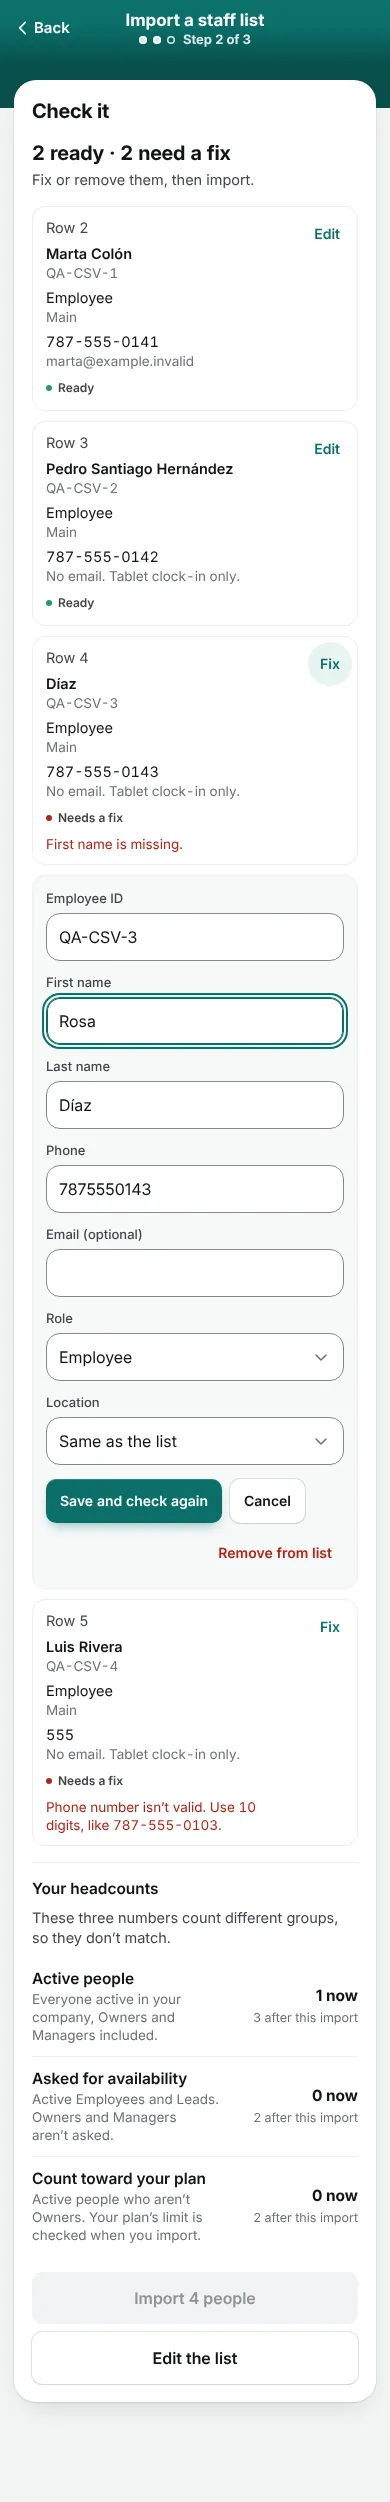 Back
Import a staff list
Step 2 of 3
Check it
2 ready · 2 need a fix
Fix or remove them, then import.
Row 2
Edit
Marta Colón
QA-CSV-1
Employee
Main
787-555-0141
marta@example.invalid
Ready
Row 3
Edit
Pedro Santiago Hernández
QA-CSV-2
Employee
Main
787-555-0142
No email. Tablet clock-in only.
Ready
Row 4
Fix
Díaz
QA-CSV-3
Employee
Main
787-555-0143
No email. Tablet clock-in only.
Needs a fix
First name is missing.
Employee ID
QA-CSV-3
First name
Rosa
Last name
Díaz
Phone
7875550143
Email (optional)
Role
Employee
Location
Same as the list
Save and check again
Cancel
Remove from list
Row 5
Fix
Luis Rivera
QA-CSV-4
Employee
Main
555
No email. Tablet clock-in only.
Needs a fix
Phone number isn’t valid. Use 10
digits, like 787-555-0103.
Your headcounts
These three numbers count different groups,
so they don’t match.
Active people
Everyone active in your
company, Owners and
Managers included.
1 now
3 after this import
Asked for availability
Active Employees and Leads.
Owners and Managers
aren’t asked.
0 now
2 after this import
Count toward your plan
Active people who aren’t
Owners. Your plan’s limit is
checked when you import.
0 now
2 after this import
Import 4 people
Edit the list